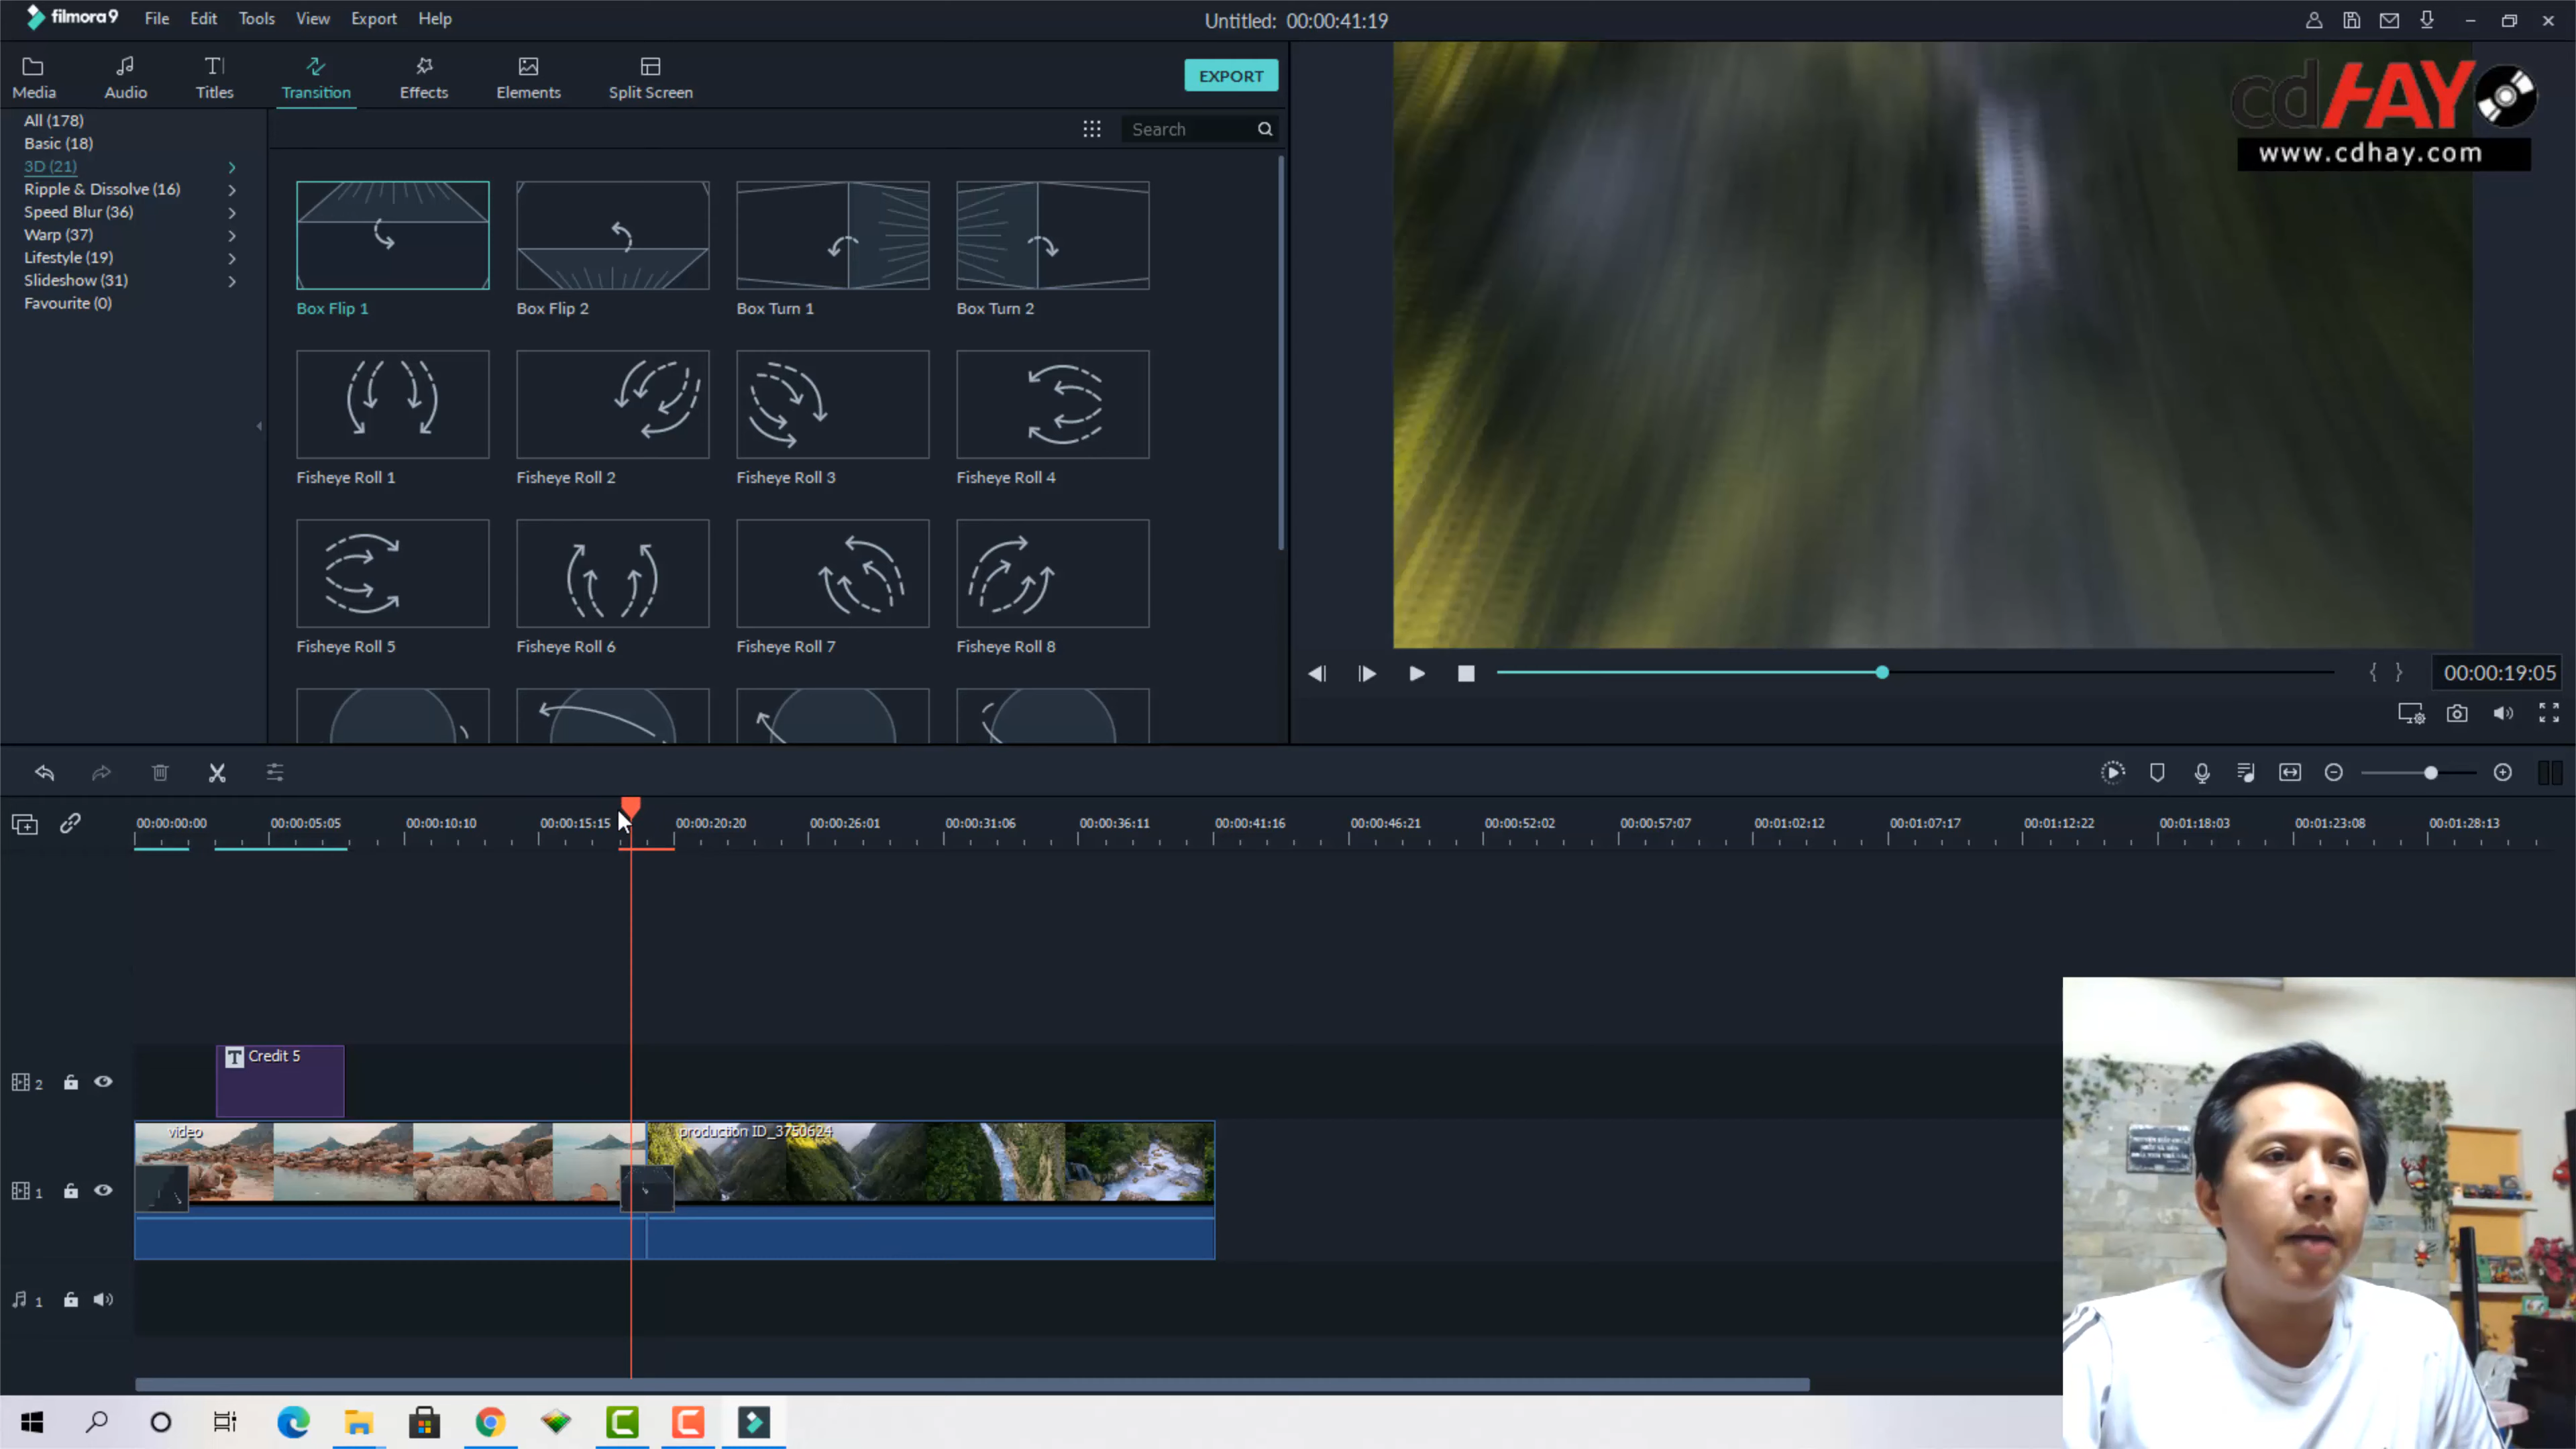 filmora9 File Edit Tools View Export Help
Untitled: 00:00:41:19
Media Audio Titles Transition Effects Elements Split Screen
EXPORT
cdHAY
www.cdhay.com
Search
All (178)
Basic (18)
3D (21)
Ripple & Dissolve (16)
Speed Blur (36)
Warp (37)
Lifestyle (19)
Slideshow (31)
Favourite (0)
Box Flip 1 Box Flip 2 Box Turn 1 Box Turn 2
Fisheye Roll 1 Fisheye Roll 2 Fisheye Roll 3 Fisheye Roll 4
Fisheye Roll 5 Fisheye Roll 6 Fisheye Roll 7 Fisheye Roll 8
{ } 00:00:19:05
00:00:00:00 00:00:05:05 00:00:10:10 00:00:15:15 00:00:20:20 00:00:26:01 00:00:31:06 00:00:36:11 00:00:41:16 00:00:46:21 00:00:52:02 00:00:57:07 00:01:02:12 00:01:07:17 00:01:12:22 00:01:18:03 00:01:23:08 00:01:28:13
T Credit 5
2
video production ID_3750624
1
1